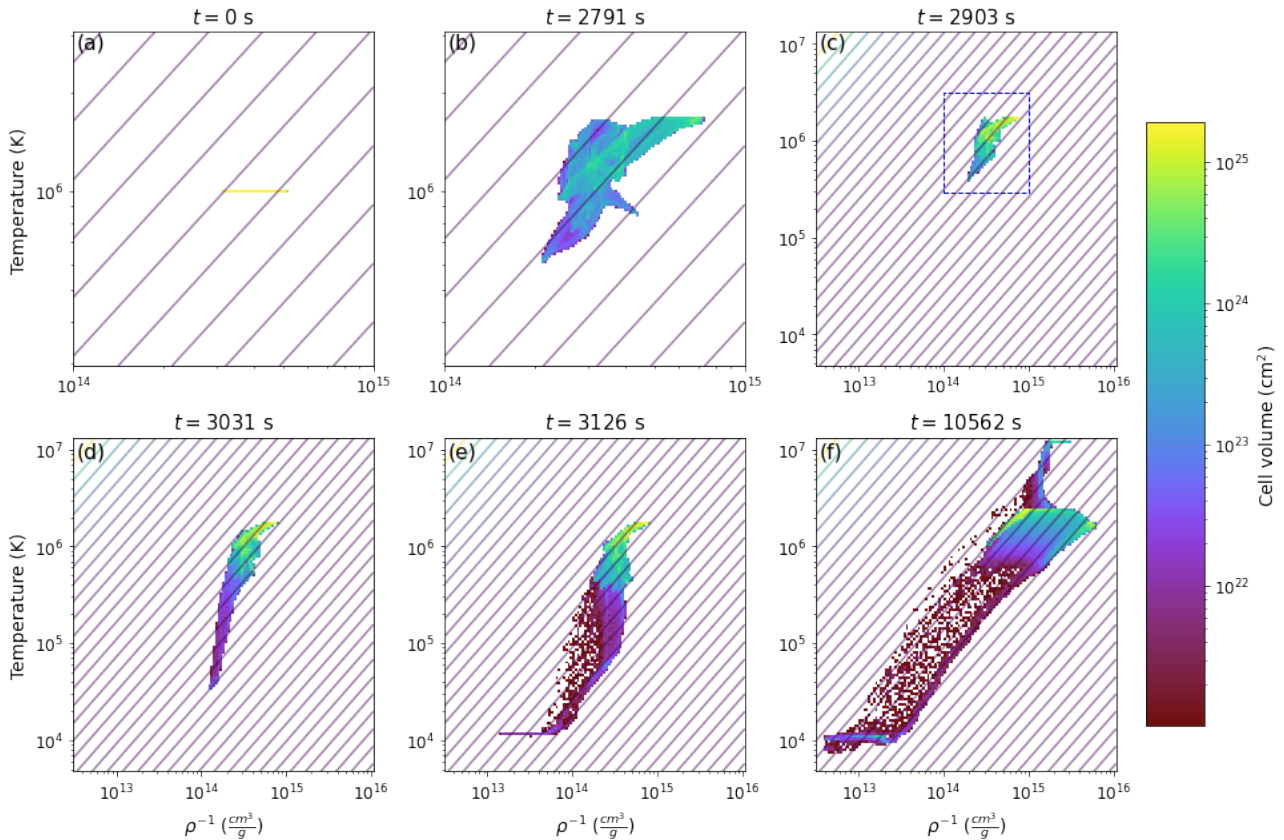 t = 0 s
t = 2791 s
t = 2903 s
(a)
(b)
(c)
Temperature (K)
10^6
10^6
10^7
10^6
10^5
10^4
10^14
10^15
10^14
10^15
10^13
10^14
10^15
10^16
t = 3031 s
t = 3126 s
t = 10562 s
(d)
(e)
(f)
Temperature (K)
10^7
10^6
10^5
10^4
10^7
10^6
10^5
10^4
10^7
10^6
10^5
10^4
10^13
10^14
10^15
10^16
10^13
10^14
10^15
10^16
10^13
10^14
10^15
10^16
ρ^−1 (cm^3/g)
ρ^−1 (cm^3/g)
ρ^−1 (cm^3/g)
10^25
10^24
10^23
10^22
Cell volume (cm^2)